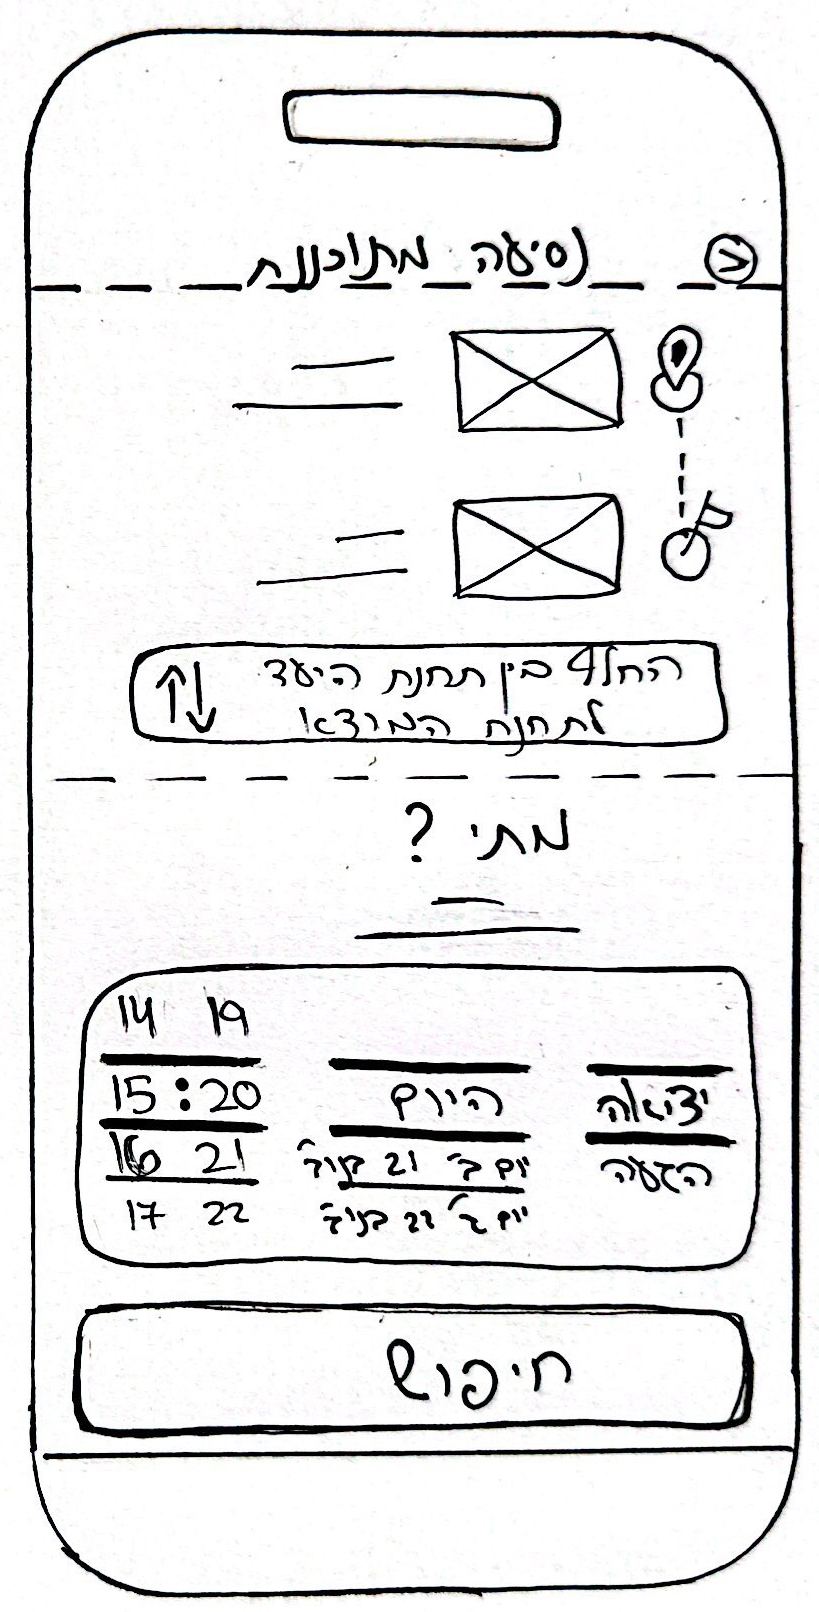 נסיעה מתוכננת
החלף בין תחנת היעד
לתחנת המוצא
מתי ?
14 19
יציאה היום 15:20
הגעה יום ב׳ 21 בנוב׳ 16 21
יום ג׳ 22 בנוב׳ 17 22
חיפוש